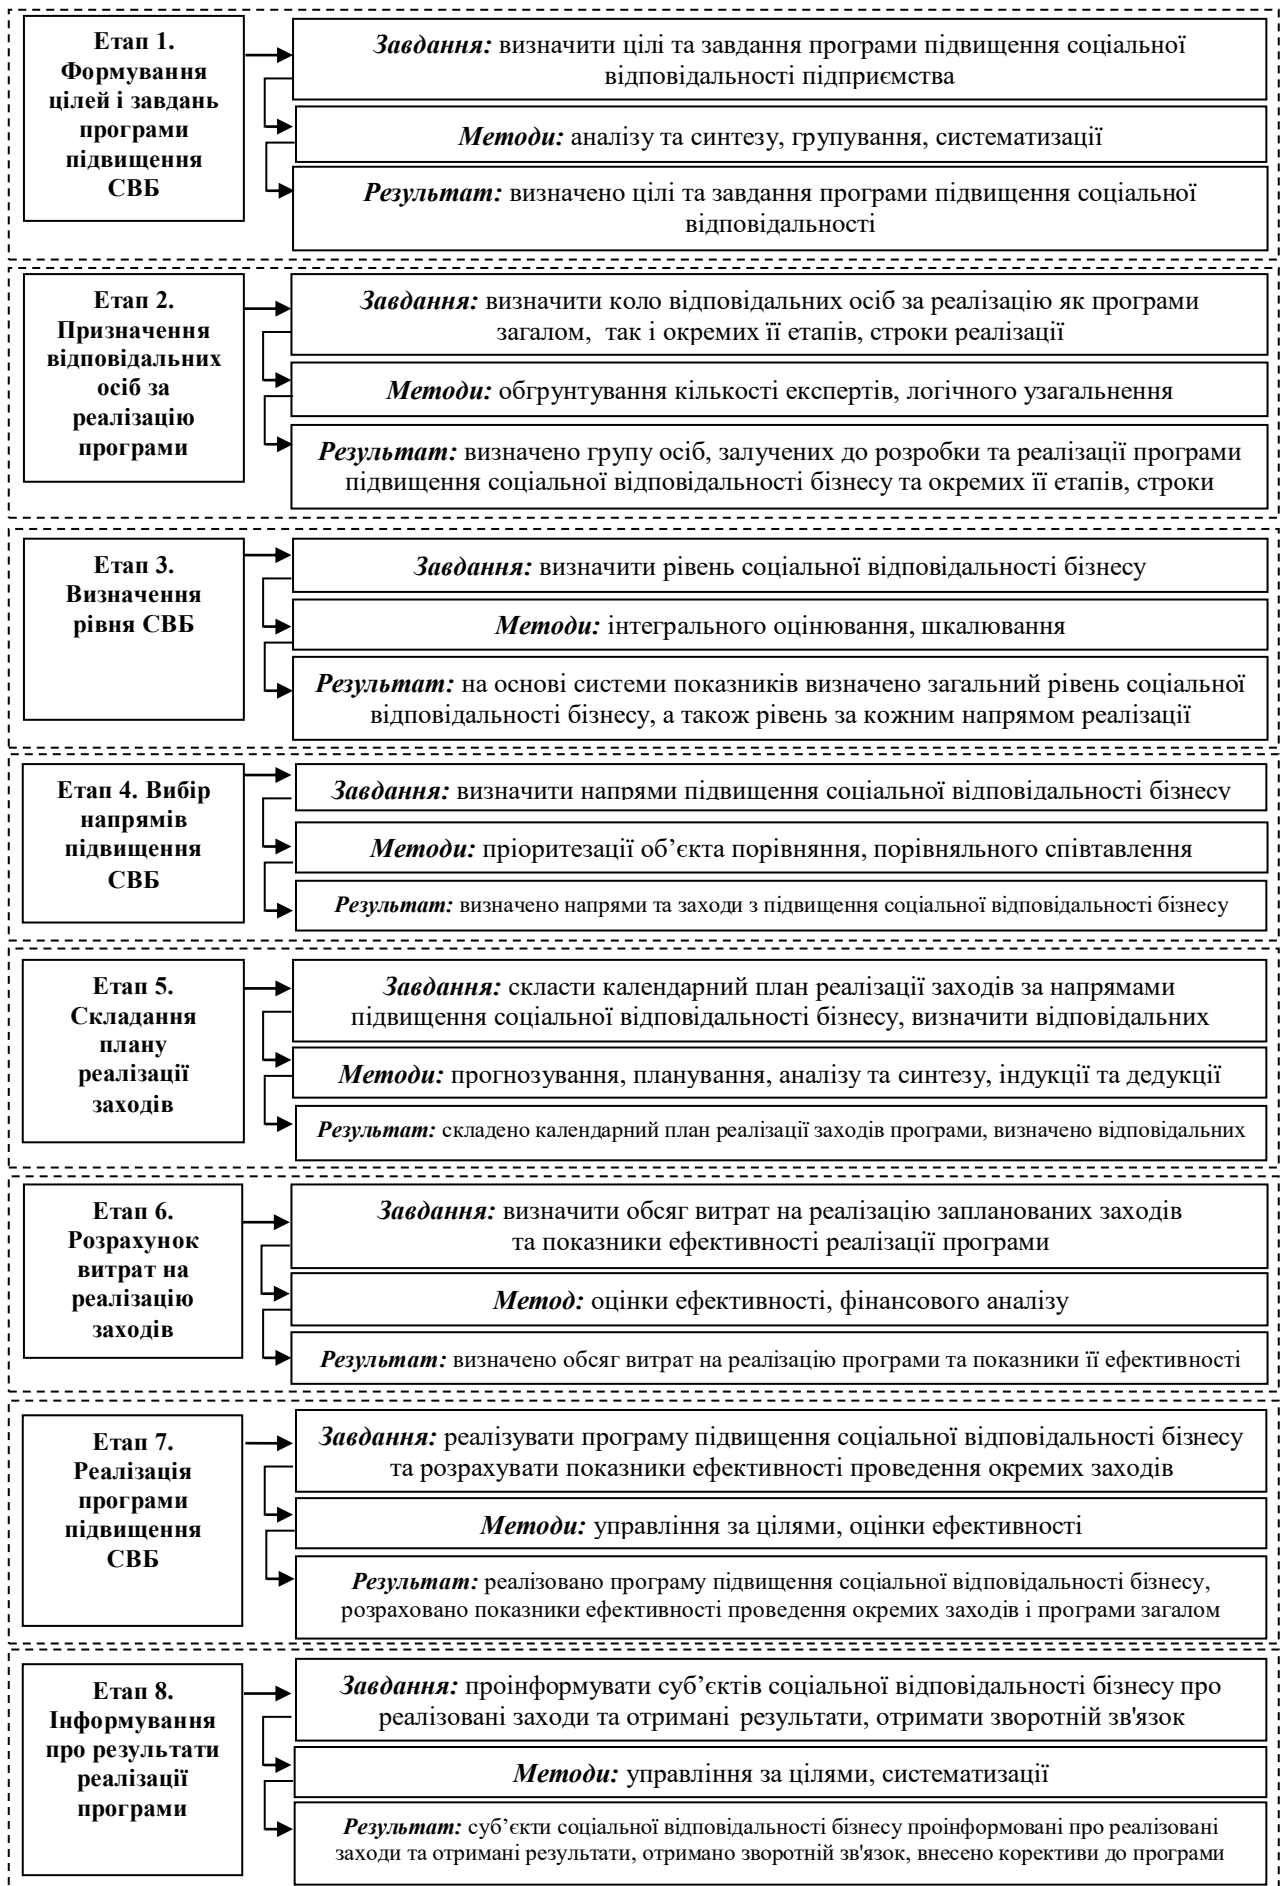 Етап 1.
Формування
цілей і завдань
програми
підвищення
СВБ
Завдання: визначити цілі та завдання програми підвищення соціальної
відповідальності підприємства
Методи: аналізу та синтезу, групування, систематизації
Результат: визначено цілі та завдання програми підвищення соціальної
відповідальності
Етап 2.
Призначення
відповідальних
осіб за
реалізацію
програми
Завдання: визначити коло відповідальних осіб за реалізацію як програми
загалом, так і окремих її етапів, строки реалізації
Методи: обгрунтування кількості експертів, логічного узагальнення
Результат: визначено групу осіб, залучених до розробки та реалізації програми
підвищення соціальної відповідальності бізнесу та окремих її етапів, строки
Етап 3.
Визначення
рівня СВБ
Завдання: визначити рівень соціальної відповідальності бізнесу
Методи: інтегрального оцінювання, шкалювання
Результат: на основі системи показників визначено загальний рівень соціальної
відповідальності бізнесу, а також рівень за кожним напрямом реалізації
Етап 4. Вибір
напрямів
підвищення
СВБ
Завдання: визначити напрями підвищення соціальної відповідальності бізнесу
Методи: пріоритезації об’єкта порівняння, порівняльного співтавлення
Результат: визначено напрями та заходи з підвищення соціальної відповідальності бізнесу
Етап 5.
Складання
плану
реалізації
заходів
Завдання: скласти календарний план реалізації заходів за напрямами
підвищення соціальної відповідальності бізнесу, визначити відповідальних
Методи: прогнозування, планування, аналізу та синтезу, індукції та дедукції
Результат: складено календарний план реалізації заходів програми, визначено відповідальних
Етап 6.
Розрахунок
витрат на
реалізацію
заходів
Завдання: визначити обсяг витрат на реалізацію запланованих заходів
та показники ефективності реалізації програми
Метод: оцінки ефективності, фінансового аналізу
Результат: визначено обсяг витрат на реалізацію програми та показники її ефективності
Етап 7.
Реалізація
програми
підвищення
СВБ
Завдання: реалізувати програму підвищення соціальної відповідальності бізнесу
та розрахувати показники ефективності проведення окремих заходів
Методи: управління за цілями, оцінки ефективності
Результат: реалізовано програму підвищення соціальної відповідальності бізнесу,
розраховано показники ефективності проведення окремих заходів і програми загалом
Етап 8.
Інформування
про результати
реалізації
програми
Завдання: проінформувати суб’єктів соціальної відповідальності бізнесу про
реалізовані заходи та отримані результати, отримати зворотній зв'язок
Методи: управління за цілями, систематизації
Результат: суб’єкти соціальної відповідальності бізнесу проінформовані про реалізовані
заходи та отримані результати, отримано зворотній зв'язок, внесено корективи до програми